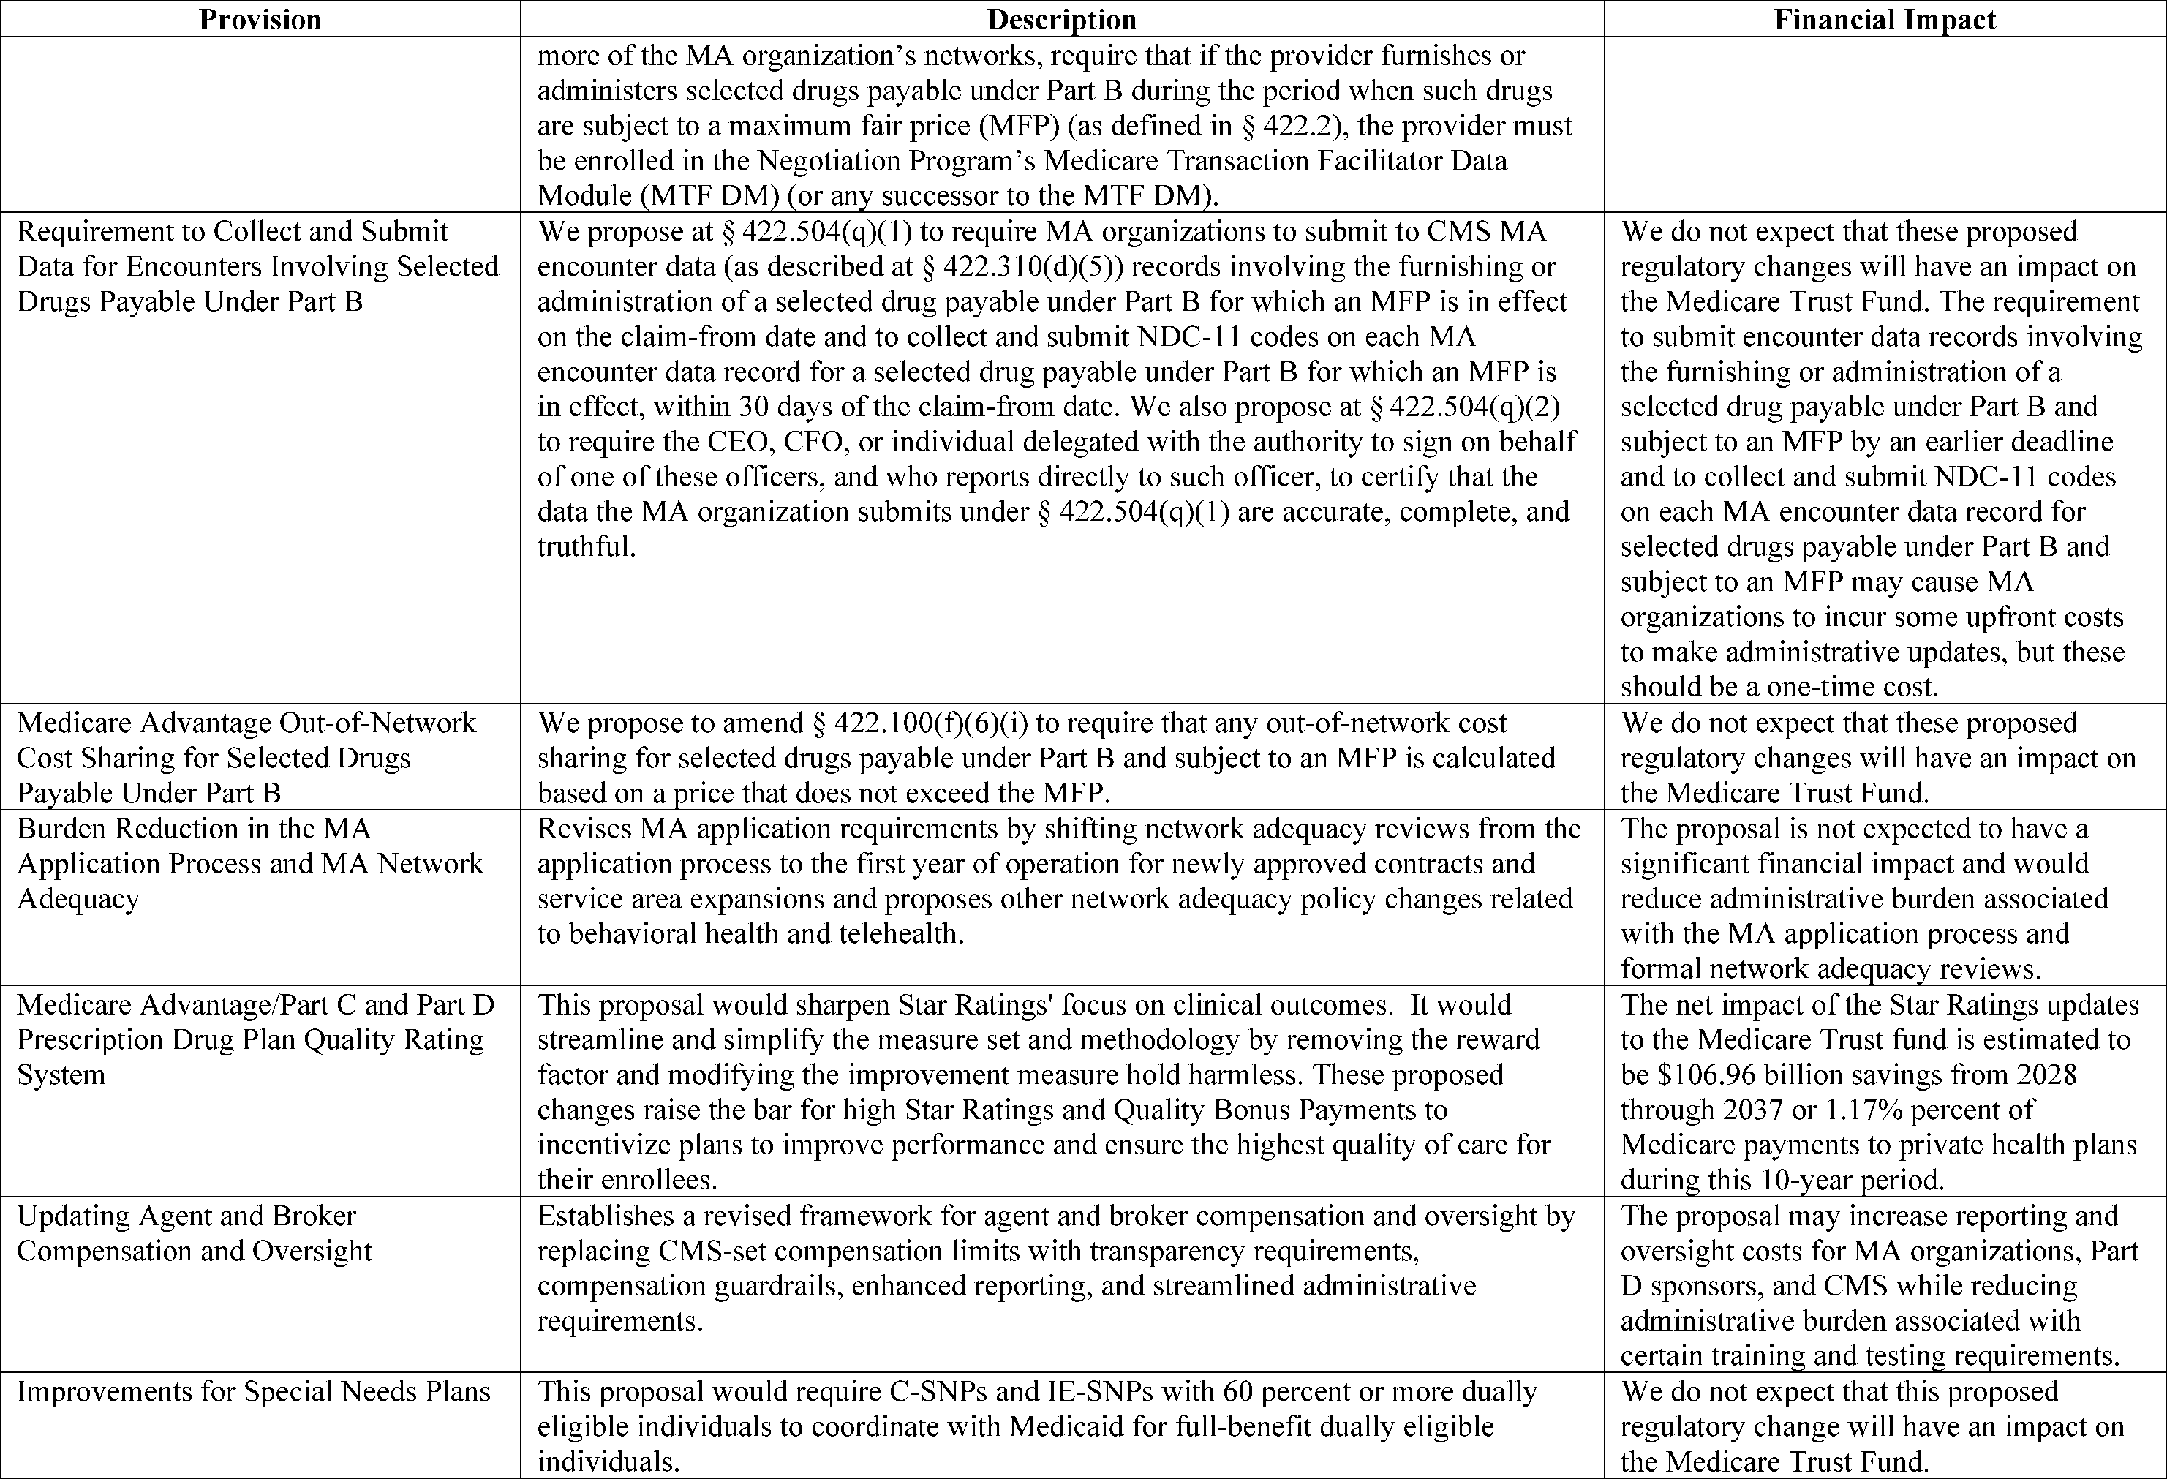 Provision
Description
Financial Impact
more of the MA organization's networks, require that if the provider furnishes or
administers selected drugs payable under Part B during the period when such drugs
are subject to a maximum fair price (MFP) (as defined in § 422.2), the provider must
be enrolled in the Negotiation Program's Medicare Transaction Facilitator Data
Module (MTF DM) (or any successor to the MTF DM).
Requirement to Collect and Submit
Data for Encounters Involving Selected
Drugs Payable Under Part B
We propose at § 422.504(q)(1) to require MA organizations to submit to CMS MA
encounter data (as described at § 422.310(d)(5)) records involving the furnishing or
administration of a selected drug payable under Part B for which an MFP is in effect
on the claim-from date and to collect and submit NDC-11 codes on each MA
encounter data record for a selected drug payable under Part B for which an MFP is
in effect, within 30 days of the claim-from date. We also propose at § 422.504(q)(2)
to require the CEO, CFO, or individual delegated with the authority to sign on behalf
of one of these officers, and who reports directly to such officer, to certify that the
data the MA organization submits under § 422.504(q)(1) are accurate, complete, and
truthful.
We do not expect that these proposed
regulatory changes will have an impact on
the Medicare Trust Fund. The requirement
to submit encounter data records involving
the furnishing or administration of a
selected drug payable under Part B and
subject to an MFP by an earlier deadline
and to collect and submit NDC-11 codes
on each MA encounter data record for
selected drugs payable under Part B and
subject to an MFP may cause MA
organizations to incur some upfront costs
to make administrative updates, but these
should be a one-time cost.
Medicare Advantage Out-of-Network
Cost Sharing for Selected Drugs
Payable Under Part B
We propose to amend § 422.100(f)(6)(i) to require that any out-of-network cost
sharing for selected drugs payable under Part B and subject to an MFP is calculated
based on a price that does not exceed the MFP.
We do not expect that these proposed
regulatory changes will have an impact on
the Medicare Trust Fund.
Burden Reduction in the MA
Application Process and MA Network
Adequacy
Revises MA application requirements by shifting network adequacy reviews from the
application process to the first year of operation for newly approved contracts and
service area expansions and proposes other network adequacy policy changes related
to behavioral health and telehealth.
The proposal is not expected to have a
significant financial impact and would
reduce administrative burden associated
with the MA application process and
formal network adequacy reviews.
Medicare Advantage/Part C and Part D
Prescription Drug Plan Quality Rating
System
This proposal would sharpen Star Ratings' focus on clinical outcomes.  It would
streamline and simplify the measure set and methodology by removing the reward
factor and modifying the improvement measure hold harmless. These proposed
changes raise the bar for high Star Ratings and Quality Bonus Payments to
incentivize plans to improve performance and ensure the highest quality of care for
their enrollees.
The net impact of the Star Ratings updates
to the Medicare Trust fund is estimated to
be $106.96 billion savings from 2028
through 2037 or 1.17% percent of
Medicare payments to private health plans
during this 10-year period.
Updating Agent and Broker
Compensation and Oversight
Establishes a revised framework for agent and broker compensation and oversight by
replacing CMS-set compensation limits with transparency requirements,
compensation guardrails, enhanced reporting, and streamlined administrative
requirements.
The proposal may increase reporting and
oversight costs for MA organizations, Part
D sponsors, and CMS while reducing
administrative burden associated with
certain training and testing requirements.
Improvements for Special Needs Plans
This proposal would require C-SNPs and IE-SNPs with 60 percent or more dually
eligible individuals to coordinate with Medicaid for full-benefit dually eligible
individuals.
We do not expect that this proposed
regulatory change will have an impact on
the Medicare Trust Fund.